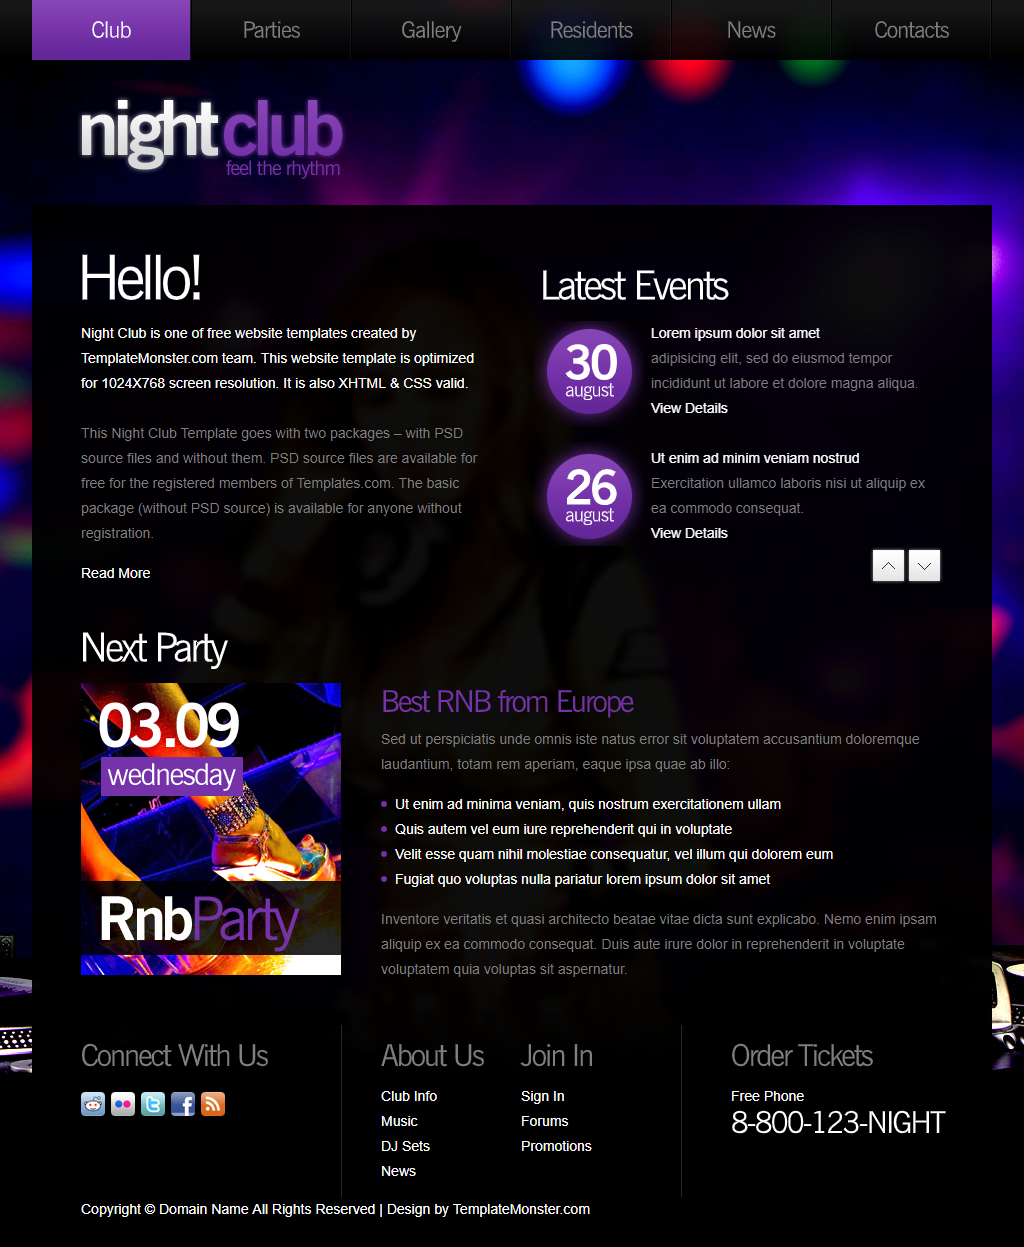 Club Parties Gallery Residents News Contacts
night club
feel the rhythm
Hello!
Night Club is one of free website templates created by
TemplateMonster.com team. This website template is optimized
for 1024X768 screen resolution. It is also XHTML & CSS valid.
This Night Club Template goes with two packages – with PSD
source files and without them. PSD source files are available for
free for the registered members of Templates.com. The basic
package (without PSD source) is available for anyone without
registration.
Read More
Latest Events
30
august
Lorem ipsum dolor sit amet
adipisicing elit, sed do eiusmod tempor
incididunt ut labore et dolore magna aliqua.
View Details
26
august
Ut enim ad minim veniam nostrud
Exercitation ullamco laboris nisi ut aliquip ex
ea commodo consequat.
View Details
Next Party
03.09
wednesday
RnbParty
Best RNB from Europe
Sed ut perspiciatis unde omnis iste natus error sit voluptatem accusantium doloremque
laudantium, totam rem aperiam, eaque ipsa quae ab illo:
Ut enim ad minima veniam, quis nostrum exercitationem ullam
Quis autem vel eum iure reprehenderit qui in voluptate
Velit esse quam nihil molestiae consequatur, vel illum qui dolorem eum
Fugiat quo voluptas nulla pariatur lorem ipsum dolor sit amet
Inventore veritatis et quasi architecto beatae vitae dicta sunt explicabo. Nemo enim ipsam
aliquip ex ea commodo consequat. Duis aute irure dolor in reprehenderit in voluptate
voluptatem quia voluptas sit aspernatur.
Connect With Us
About Us
Club Info
Music
DJ Sets
News
Join In
Sign In
Forums
Promotions
Order Tickets
Free Phone
8-800-123-NIGHT
Copyright © Domain Name All Rights Reserved | Design by TemplateMonster.com